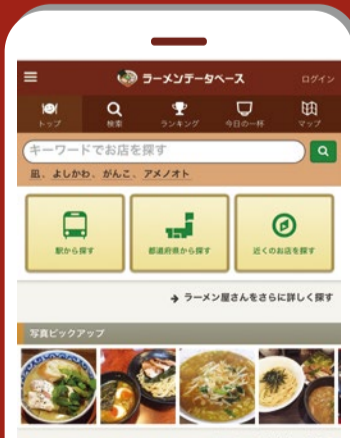 ラーメンデータベース
ログイン
トップ
検索
ランキング
今日の一杯
マップ
キーワードでお店を探す
凪、よしかわ、がんこ、アメノオト
駅から探す
都道府県から探す
近くのお店を探す
ラーメン屋さんをさらに詳しく探す
写真ピックアップ